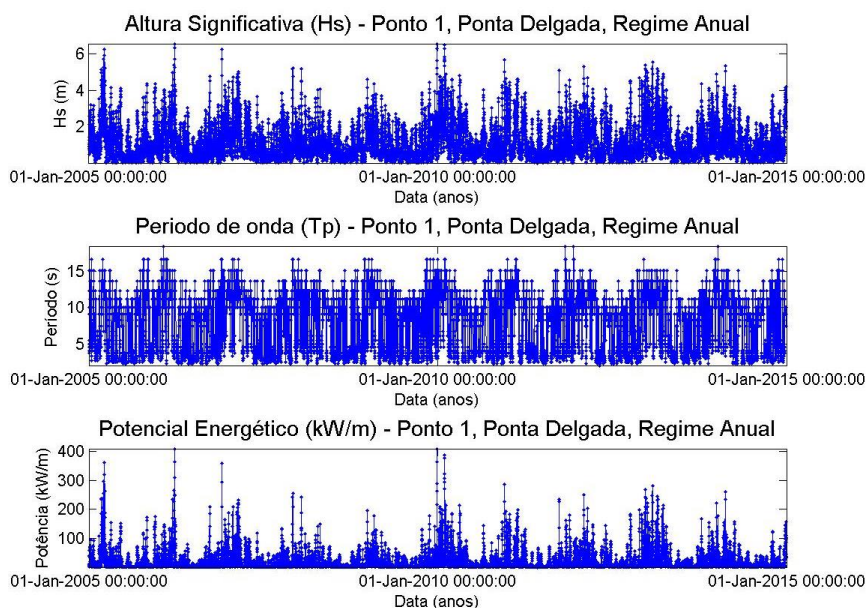 Altura Significativa (Hs) - Ponto 1, Ponta Delgada, Regime Anual
6
4
2
Hs (m)
01-Jan-2005 00:00:00 01-Jan-2010 00:00:00 01-Jan-2015 00:00:00
Data (anos)
Periodo de onda (Tp) - Ponto 1, Ponta Delgada, Regime Anual
15
10
5
Período (s)
01-Jan-2005 00:00:00 01-Jan-2010 00:00:00 01-Jan-2015 00:00:00
Data (anos)
Potencial Energético (kW/m) - Ponto 1, Ponta Delgada, Regime Anual
400
300
200
100
Potência (kW/m)
01-Jan-2005 00:00:00 01-Jan-2010 00:00:00 01-Jan-2015 00:00:00
Data (anos)